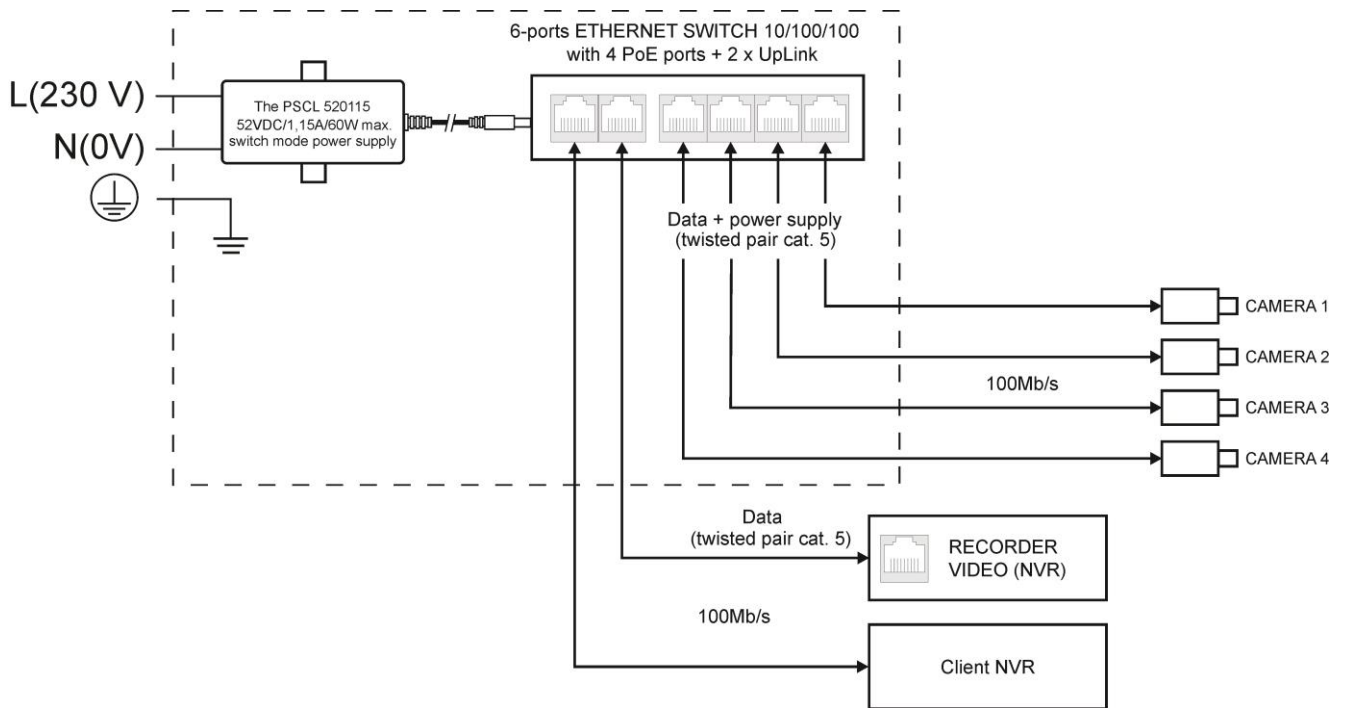 6-ports ETHERNET SWITCH 10/100/100
with 4 PoE ports + 2 x UpLink
L(230 V)
N(0V)
The PSCL 520115
52VDC/1,15A/60W max.
switch mode power supply
Data + power supply
(twisted pair cat. 5)
CAMERA 1
CAMERA 2
100Mb/s
CAMERA 3
CAMERA 4
Data
(twisted pair cat. 5)
RECORDER
VIDEO (NVR)
100Mb/s
Client NVR